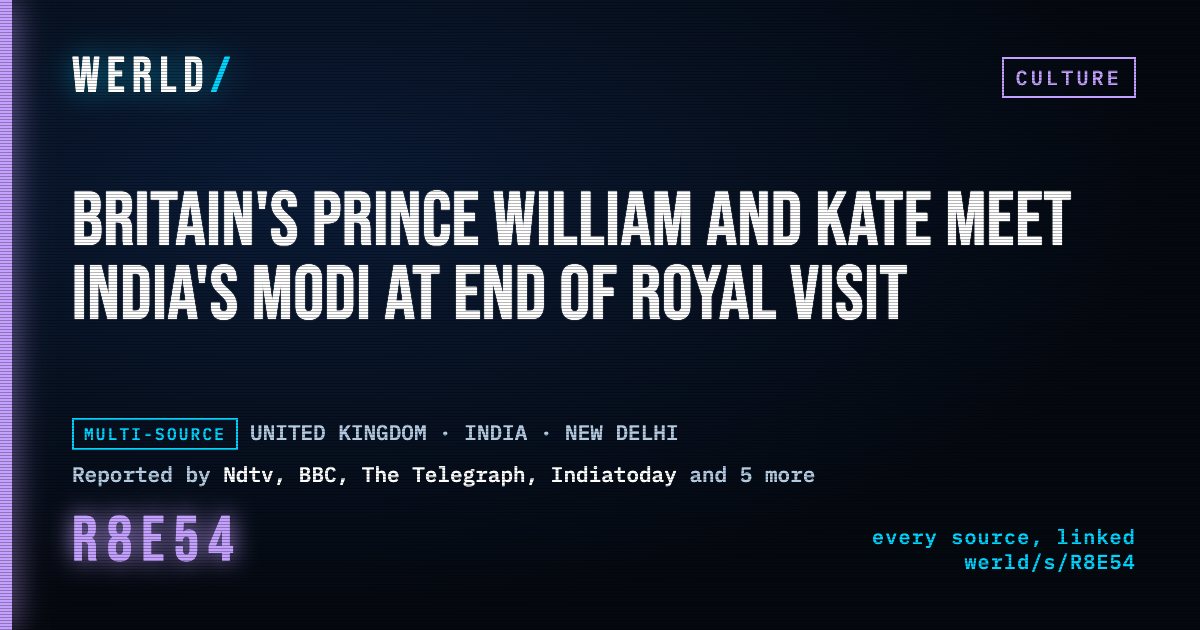 WERLD/
CULTURE
BRITAIN'S PRINCE WILLIAM AND KATE MEET
INDIA'S MODI AT END OF ROYAL VISIT
MULTI-SOURCE UNITED KINGDOM · INDIA · NEW DELHI
Reported by Ndtv, BBC, The Telegraph, Indiatoday and 5 more
R8E54
every source, linked
werld/s/R8E54